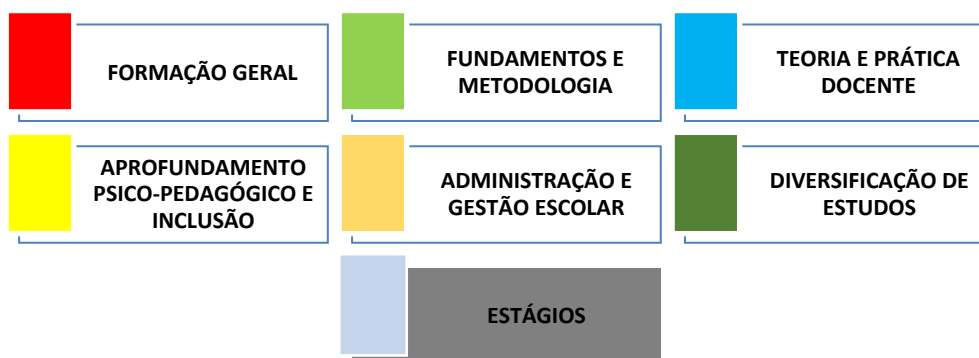 FORMAÇÃO GERAL
FUNDAMENTOS E
METODOLOGIA
TEORIA E PRÁTICA
DOCENTE
APROFUNDAMENTO
PSICO-PEDAGÓGICO E
INCLUSÃO
ADMINISTRAÇÃO E
GESTÃO ESCOLAR
DIVERSIFICAÇÃO DE
ESTUDOS
ESTÁGIOS